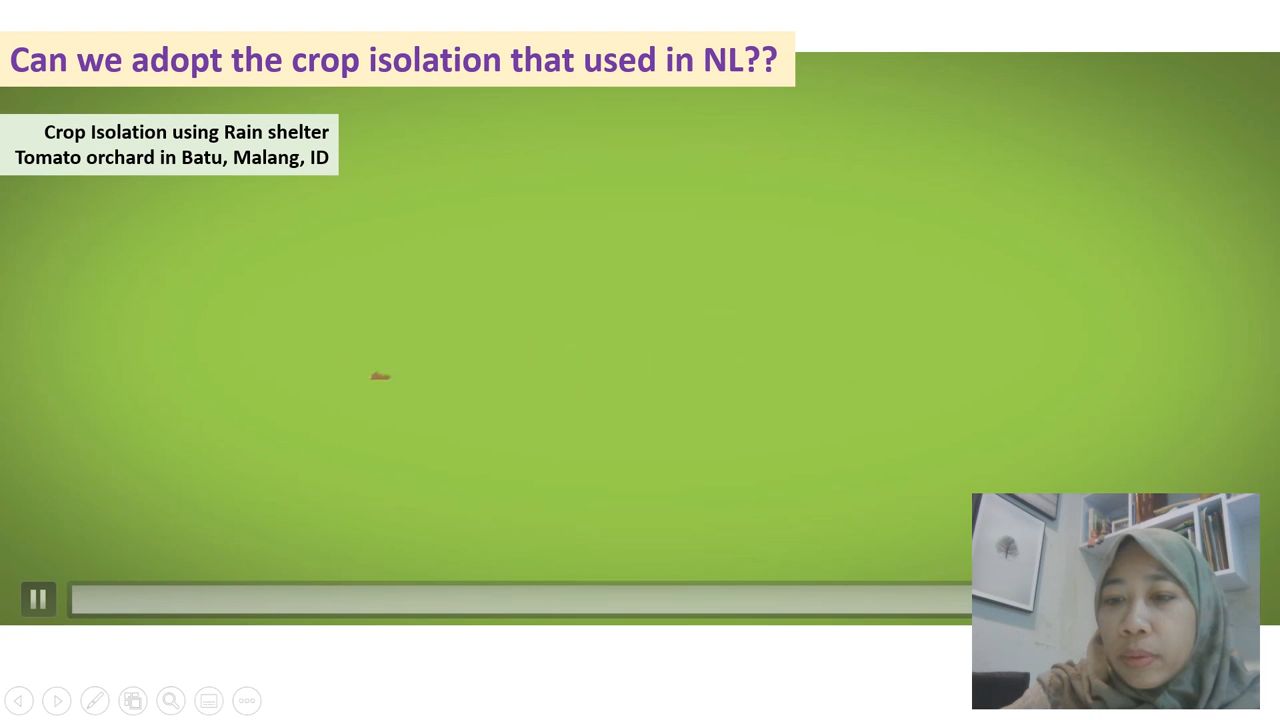 Can we adopt the crop isolation that used in NL??
Crop Isolation using Rain shelter
Tomato orchard in Batu, Malang, ID